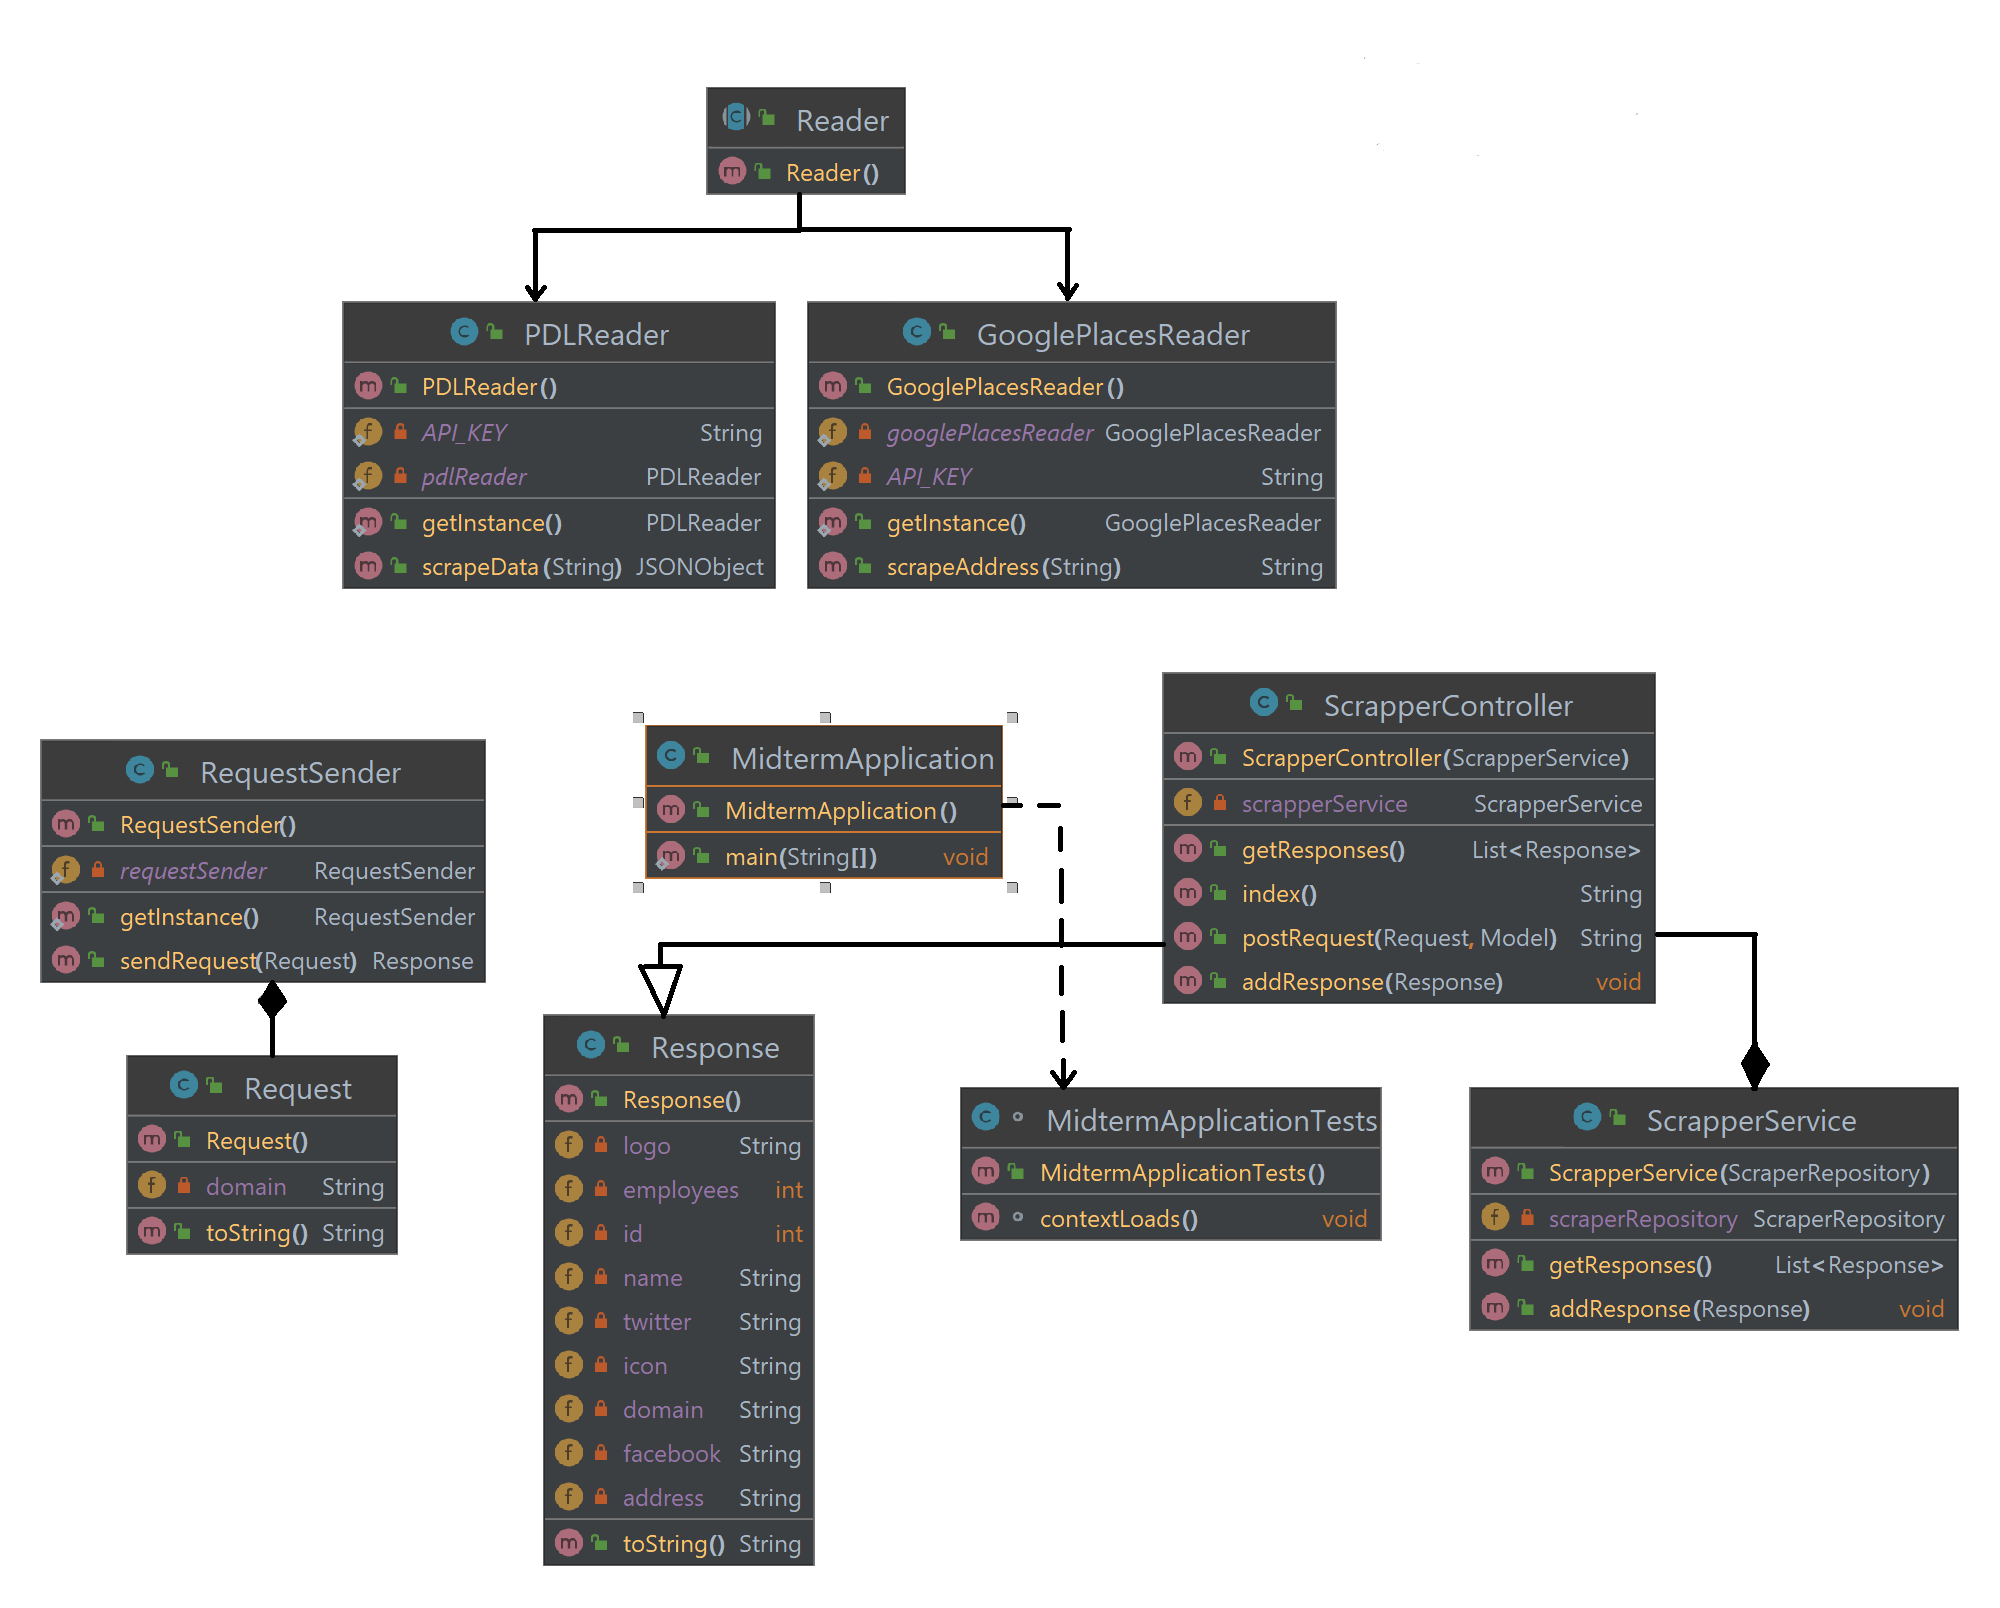 Reader
Reader()
PDLReader
PDLReader()
API_KEY String
pdlReader PDLReader
getInstance() PDLReader
scrapeData(String) JSONObject
GooglePlacesReader
GooglePlacesReader()
googlePlacesReader GooglePlacesReader
API_KEY String
getInstance() GooglePlacesReader
scrapeAddress(String) String
RequestSender
RequestSender()
requestSender RequestSender
getInstance() RequestSender
sendRequest(Request) Response
MidtermApplication
MidtermApplication()
main(String[]) void
ScrapperController
ScrapperController(ScrapperService)
scrapperService ScrapperService
getResponses() List<Response>
index() String
postRequest(Request, Model) String
addResponse(Response) void
Request
Request()
domain String
toString() String
Response
Response()
logo String
employees int
id int
name String
twitter String
icon String
domain String
facebook String
address String
toString() String
MidtermApplicationTests
MidtermApplicationTests()
contextLoads() void
ScrapperService
ScrapperService(ScraperRepository)
scraperRepository ScraperRepository
getResponses() List<Response>
addResponse(Response) void